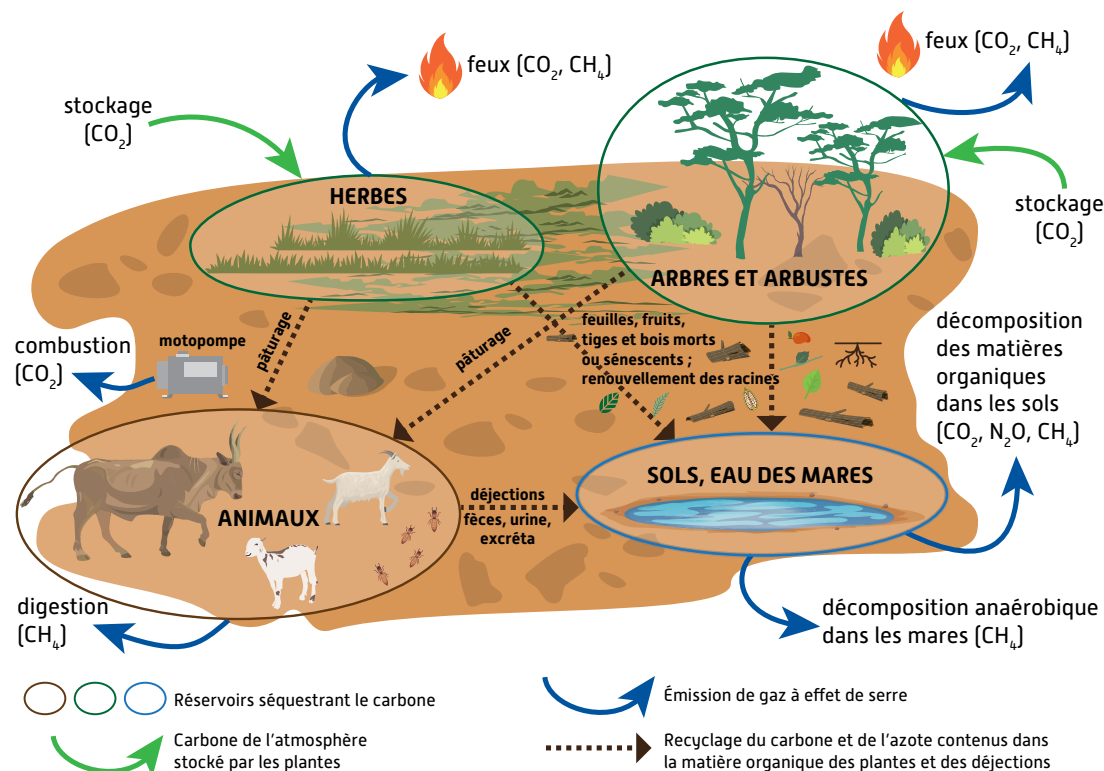 feux (CO₂, CH₄)
feux (CO₂, CH₄)
stockage
(CO₂)
HERBES
stockage
(CO₂)
ARBRES ET ARBUSTES
pâturage
pâturage
feuilles, fruits,
tiges et bois morts
ou sénescents ;
renouvellement des racines
décomposition
des matières
organiques
dans les sols
(CO₂, N₂O, CH₄)
combustion
(CO₂)
motopompe
SOLS, EAU DES MARES
ANIMAUX
déjections
fèces, urine,
excréta
digestion
(CH₄)
décomposition anaérobique
dans les mares (CH₄)
Réservoirs séquestrant le carbone
Émission de gaz à effet de serre
Carbone de l'atmosphère
stocké par les plantes
Recyclage du carbone et de l'azote contenus dans
la matière organique des plantes et des déjections